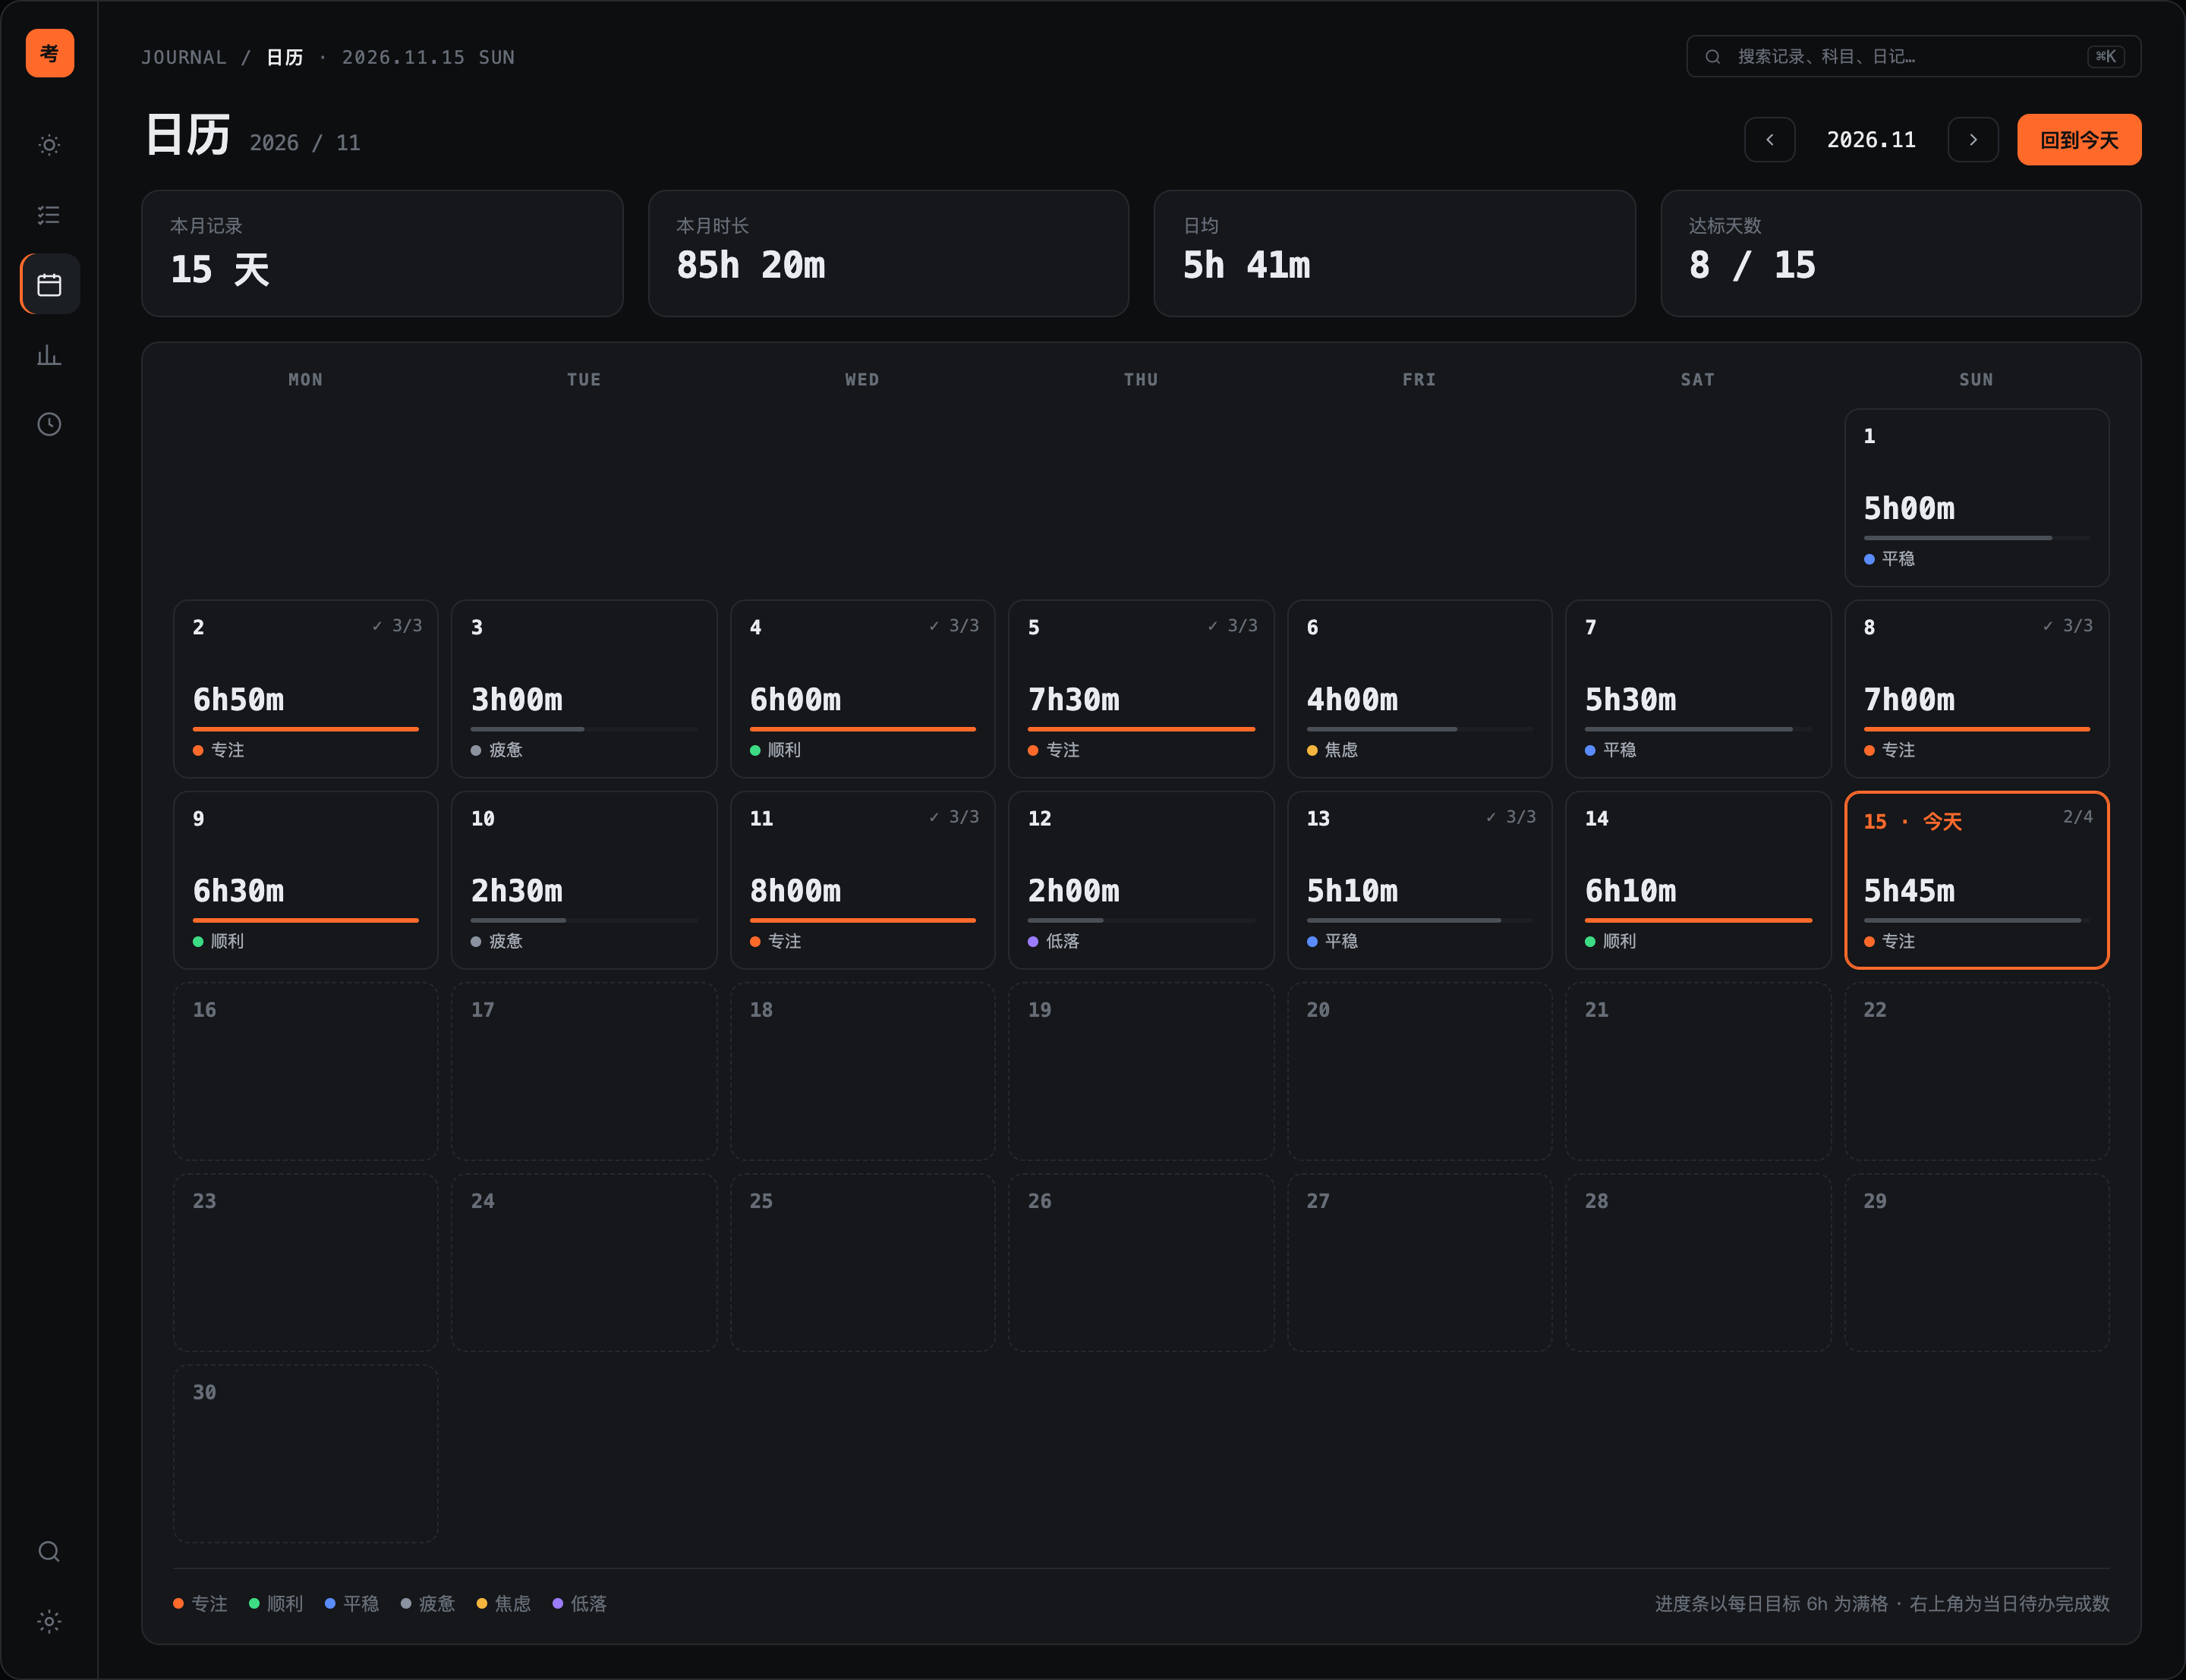 考
JOURNAL / 日历 · 2026.11.15 SUN
搜索记录、科目、日记…
⌘K
日历 2026 / 11
2026.11
回到今天
本月记录
15 天
本月时长
85h 20m
日均
5h 41m
达标天数
8 / 15
MON TUE WED THU FRI SAT SUN
1
5h00m
平稳
2 ✓ 3/3
6h50m
专注
3
3h00m
疲惫
4 ✓ 3/3
6h00m
顺利
5 ✓ 3/3
7h30m
专注
6
4h00m
焦虑
7
5h30m
平稳
8 ✓ 3/3
7h00m
专注
9
6h30m
顺利
10
2h30m
疲惫
11 ✓ 3/3
8h00m
专注
12
2h00m
低落
13 ✓ 3/3
5h10m
平稳
14
6h10m
顺利
15 · 今天 2/4
5h45m
专注
16 17 18 19 20 21 22
23 24 25 26 27 28 29
30
专注 顺利 平稳 疲惫 焦虑 低落
进度条以每日目标 6h 为满格 · 右上角为当日待办完成数